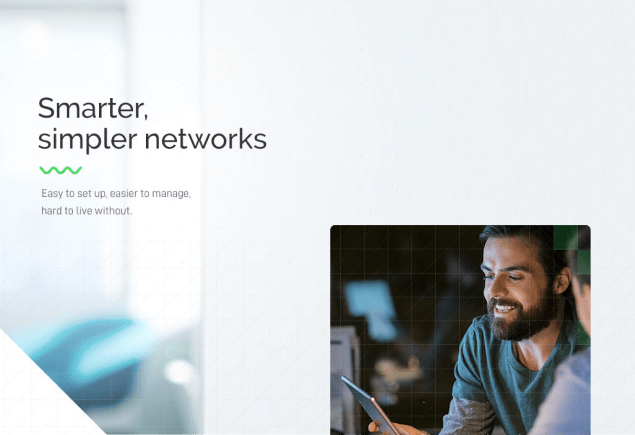 Smarter,
simpler networks
Easy to set up, easier to manage,
hard to live without.